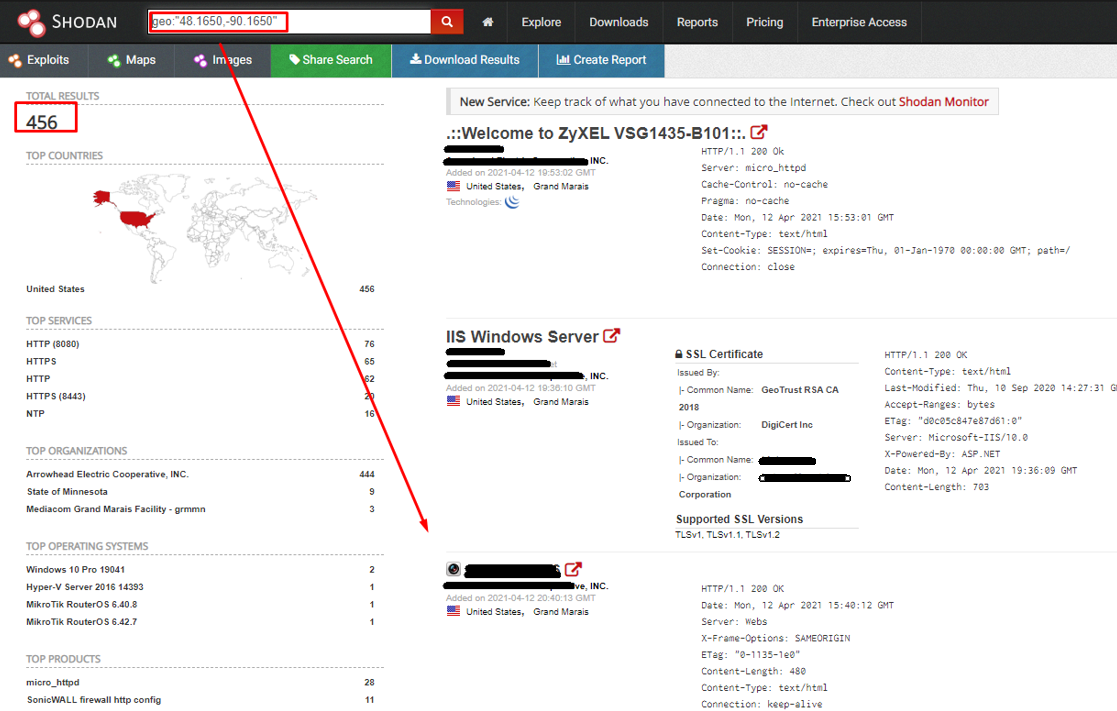 SHODAN
geo:"48.1650,-90.1650"
Explore
Downloads
Reports
Pricing
Enterprise Access
Exploits
Maps
Images
Share Search
Download Results
Create Report
TOTAL RESULTS
456
TOP COUNTRIES
United States 456
TOP SERVICES
HTTP (8080) 76
HTTPS 65
HTTP 62
HTTPS (8443) 20
NTP 16
TOP ORGANIZATIONS
Arrowhead Electric Cooperative, INC. 444
State of Minnesota 9
Mediacom Grand Marais Facility - grmmn 3
TOP OPERATING SYSTEMS
Windows 10 Pro 19041 2
Hyper-V Server 2016 14393 1
MikroTik RouterOS 6.40.8 1
MikroTik RouterOS 6.42.7 1
TOP PRODUCTS
micro_httpd 28
SonicWALL firewall http config 11
New Service: Keep track of what you have connected to the Internet. Check out Shodan Monitor
.::Welcome to ZyXEL VSG1435-B101::.
INC.
Added on 2021-04-12 19:53:02 GMT
United States, Grand Marais
Technologies:
HTTP/1.1 200 Ok
Server: micro_httpd
Cache-Control: no-cache
Pragma: no-cache
Date: Mon, 12 Apr 2021 15:53:01 GMT
Content-Type: text/html
Set-Cookie: SESSION=; expires=Thu, 01-Jan-1970 00:00:00 GMT; path=/
Connection: close
IIS Windows Server
INC.
Added on 2021-04-12 19:36:10 GMT
United States, Grand Marais
SSL Certificate
Issued By:
|- Common Name: GeoTrust RSA CA
2018
|- Organization: DigiCert Inc
Issued To:
|- Common Name:
|- Organization:
Corporation
Supported SSL Versions
TLSv1, TLSv1.1, TLSv1.2
HTTP/1.1 200 OK
Content-Type: text/html
Last-Modified: Thu, 10 Sep 2020 14:27:31 G
Accept-Ranges: bytes
ETag: "d0c05c847e87d61:0"
Server: Microsoft-IIS/10.0
X-Powered-By: ASP.NET
Date: Mon, 12 Apr 2021 19:36:09 GMT
Content-Length: 703
INC.
Added on 2021-04-12 20:40:13 GMT
United States, Grand Marais
HTTP/1.1 200 OK
Date: Mon, 12 Apr 2021 15:40:12 GMT
Server: Webs
X-Frame-Options: SAMEORIGIN
ETag: "0-1135-1e0"
Content-Length: 480
Content-Type: text/html
Connection: keep-alive